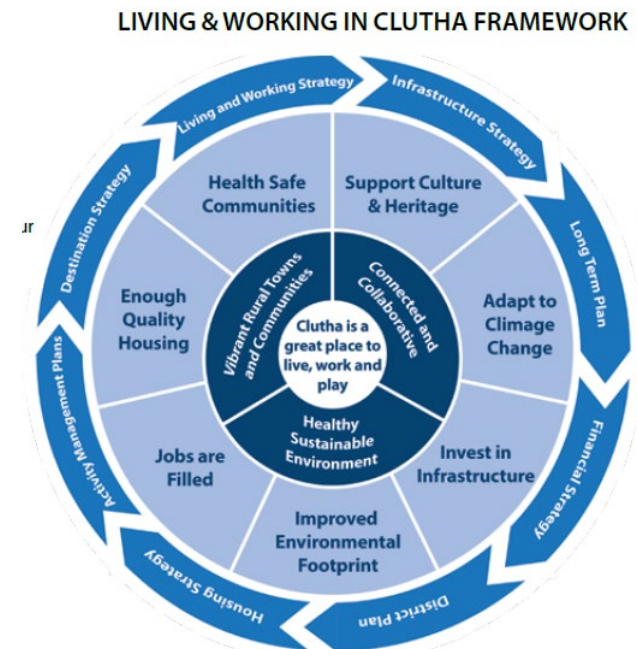 LIVING & WORKING IN CLUTHA FRAMEWORK
Living and Working Strategy
Infrastructure Strategy
Long Term Plan
Financial Strategy
District Plan
Housing Strategy
Activity Management Plans
Destination Strategy
ur
Health Safe
Communities
Support Culture
& Heritage
Adapt to
Climage
Change
Invest in
Infrastructure
Improved
Environmental
Footprint
Jobs are
Filled
Enough
Quality
Housing
Vibrant Rural Towns
and Communities
Connected and
Collaborative
Healthy
Sustainable
Environment
Clutha is a
great place to
live, work and
play